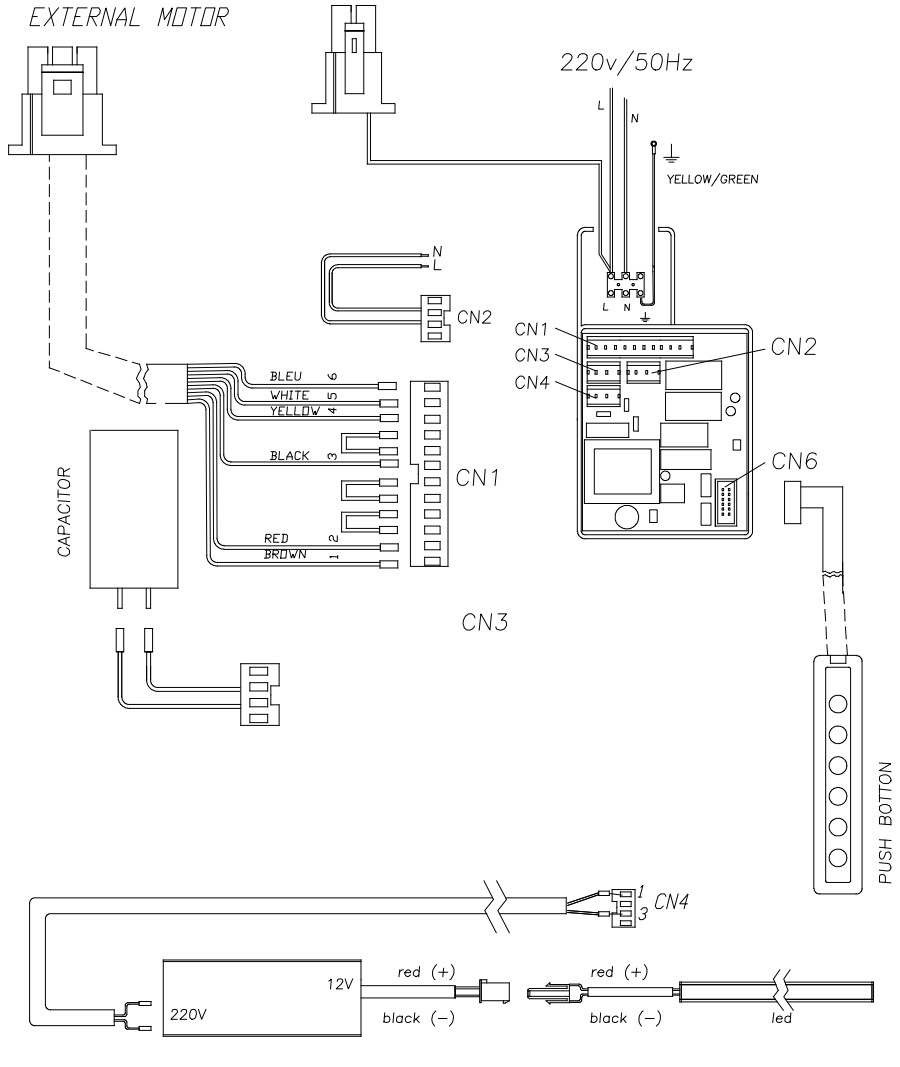 EXTERNAL MOTOR
220v/50Hz
L
N
YELLOW/GREEN
N
L
CN2
L N
CN1
CN3
CN4
CN2
CN6
BLEU 6
WHITE 5
YELLOW 4
BLACK 3
RED 2
BROWN 1
CN1
CAPACITOR
CN3
PUSH BOTTON
1
3
CN4
220V
12V
red (+)
black (-)
red (+)
black (-)
led